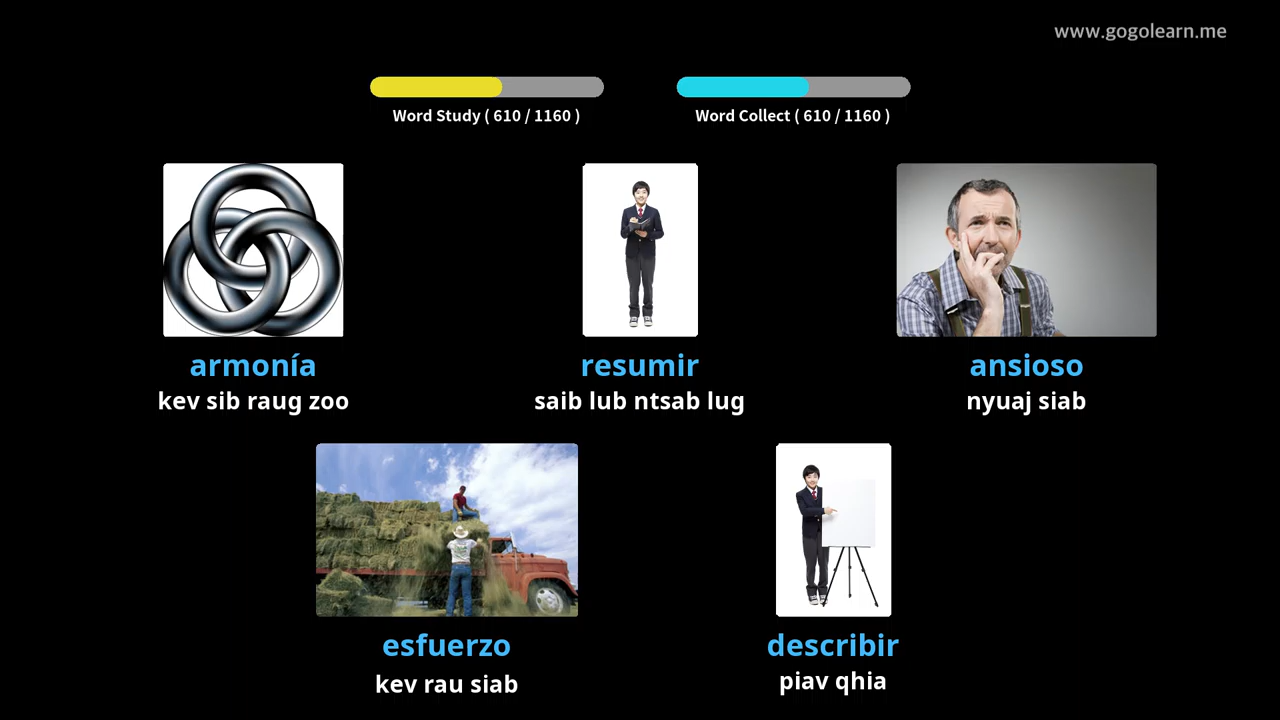 www.gogolearn.me
Word Study ( 610 / 1160 )
Word Collect ( 610 / 1160 )
armonía
kev sib raug zoo
resumir
saib lub ntsab lug
ansioso
nyuaj siab
esfuerzo
kev rau siab
describir
piav qhia